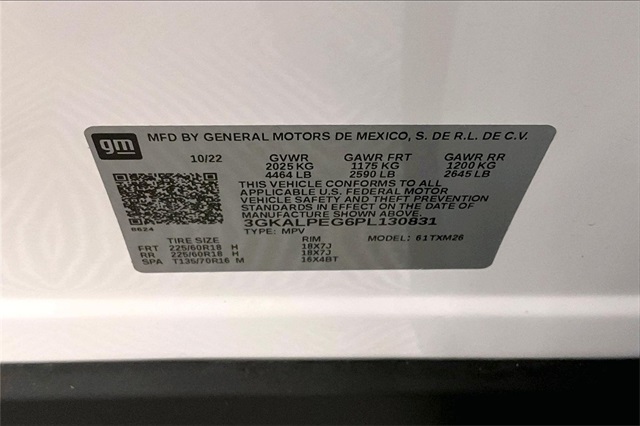 gm MFD BY GENERAL MOTORS DE MEXICO, S. DE R.L. DE C.V.
10/22 GVWR GAWR FRT GAWR RR
2025 KG 1175 KG 1200 KG
4464 LB 2590 LB 2645 LB
THIS VEHICLE CONFORMS TO ALL
APPLICABLE U.S. FEDERAL MOTOR
VEHICLE SAFETY AND THEFT PREVENTION
STANDARDS IN EFFECT ON THE DATE
OF MANUFACTURE SHOWN ABOVE.
3GKALPEG6PL130831
8624 TYPE: MPV MODEL: 61TXM26
TIRE SIZE RIM
FRT 225/60R18 H 18X7J
RR 225/60R18 H 18X7J
SPA T135/70R16 M 16X4BT